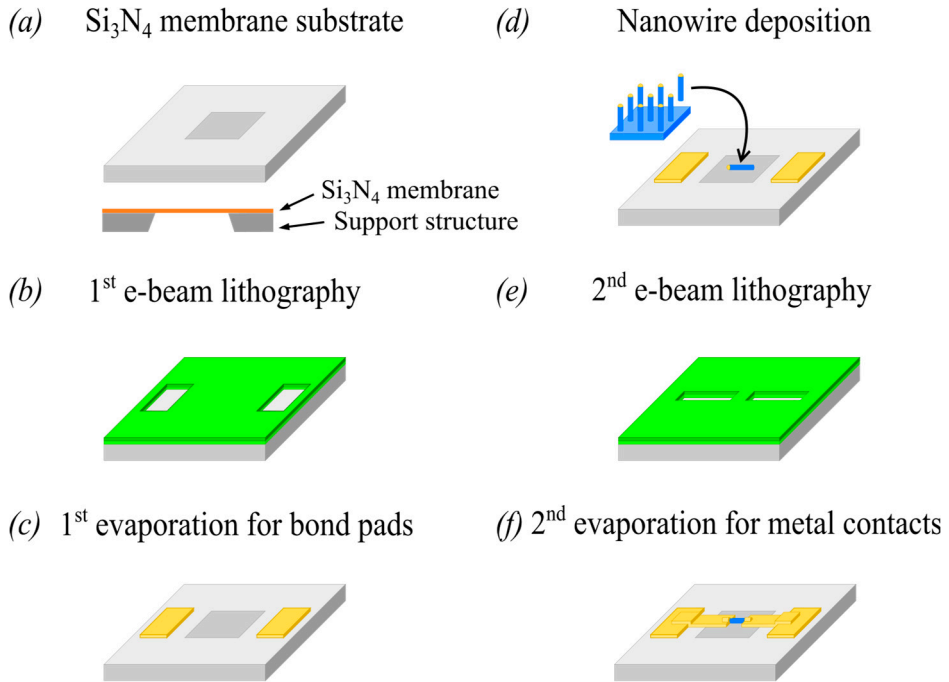 (a) Si₃N₄ membrane substrate
Si₃N₄ membrane
Support structure
(b) 1ˢᵗ e-beam lithography
(c) 1ˢᵗ evaporation for bond pads
(d) Nanowire deposition
(e) 2ⁿᵈ e-beam lithography
(f) 2ⁿᵈ evaporation for metal contacts